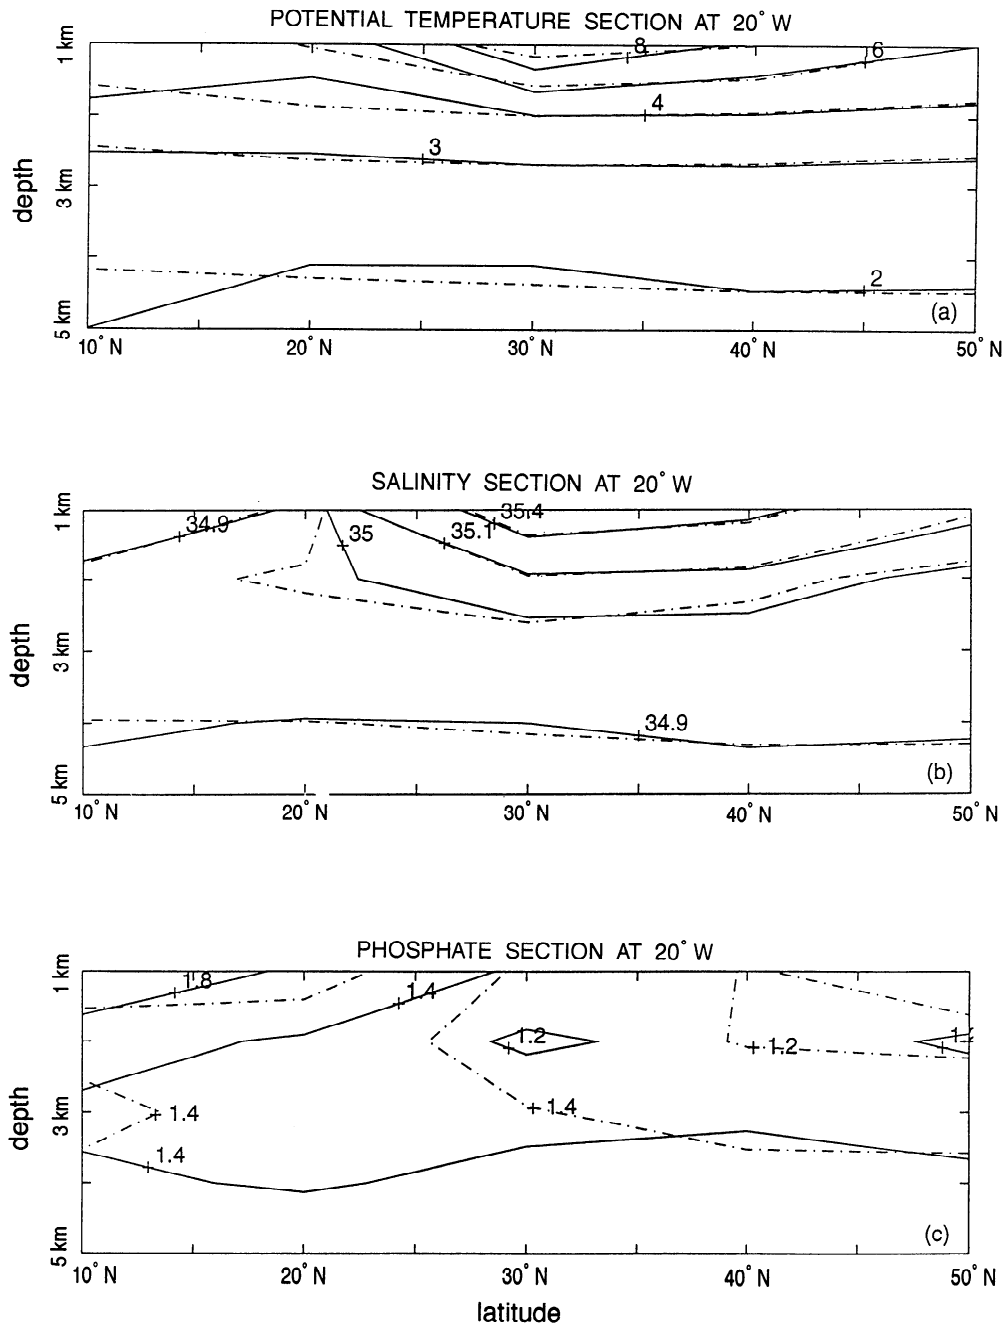 POTENTIAL TEMPERATURE SECTION AT 20° W
1 km
8
6
4
3
depth
3 km
2
(a)
5 km
10° N 20° N 30° N 40° N 50° N
SALINITY SECTION AT 20° W
1 km
34.9
35
35.1
35.4
depth
3 km
34.9
(b)
5 km
10° N 20° N 30° N 40° N 50° N
PHOSPHATE SECTION AT 20° W
1 km
1.8
1.4
1.2
1.2
1.4
1.4
depth
3 km
1.4
(c)
5 km
10° N 20° N 30° N 40° N 50° N
latitude